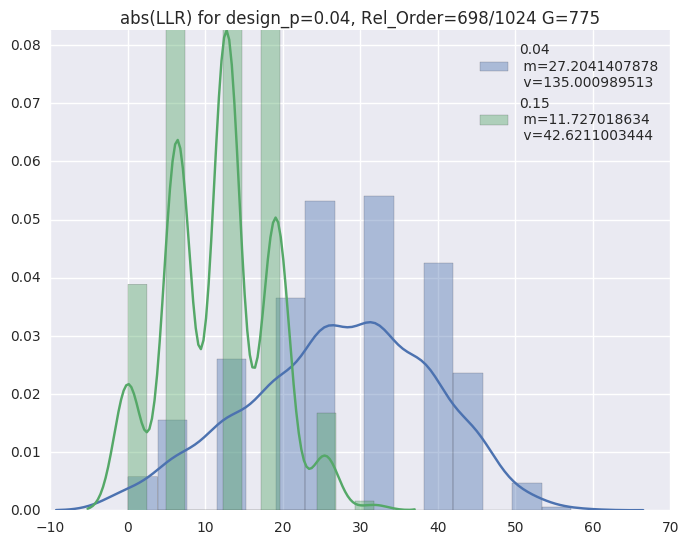 abs(LLR) for design_p=0.04, Rel_Order=698/1024 G=775
0.04
m=27.2041407878
v=135.000989513
0.15
m=11.727018634
v=42.6211003444
0.08
0.07
0.06
0.05
0.04
0.03
0.02
0.01
0.00
−10 0 10 20 30 40 50 60 70